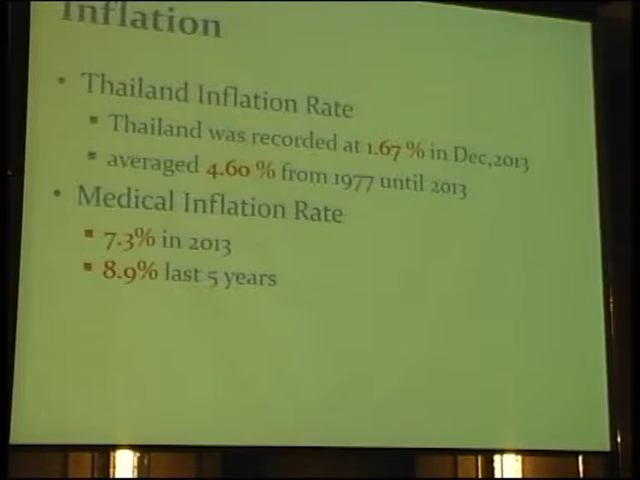 Inflation
• Thailand Inflation Rate
▪ Thailand was recorded at 1.67 % in Dec,2013
▪ averaged 4.60 % from 1977 until 2013
• Medical Inflation Rate
▪ 7.3% in 2013
▪ 8.9% last 5 years